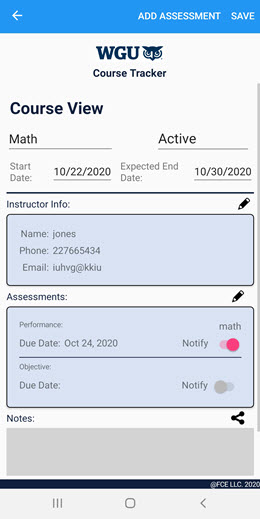 ADD ASSESSMENT SAVE
WGU
Course Tracker
Course View
Math Active
Start Date: 10/22/2020 Expected End Date: 10/30/2020
Instructor Info:
Name: jones
Phone: 227665434
Email: iuhvg@kkiu
Assessments:
Performance: math
Due Date: Oct 24, 2020 Notify
Objective:
Due Date: Notify
Notes:
@FCE LLC. 2020